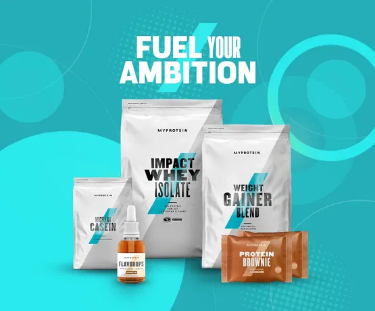 FUEL YOUR
AMBITION
MYPROTEIN
IMPACT
WHEY
ISOLATE
MYPROTEIN
WEIGHT
GAINER
BLEND
CASEIN
FLAVDROPS
PROTEIN
BROWNIE